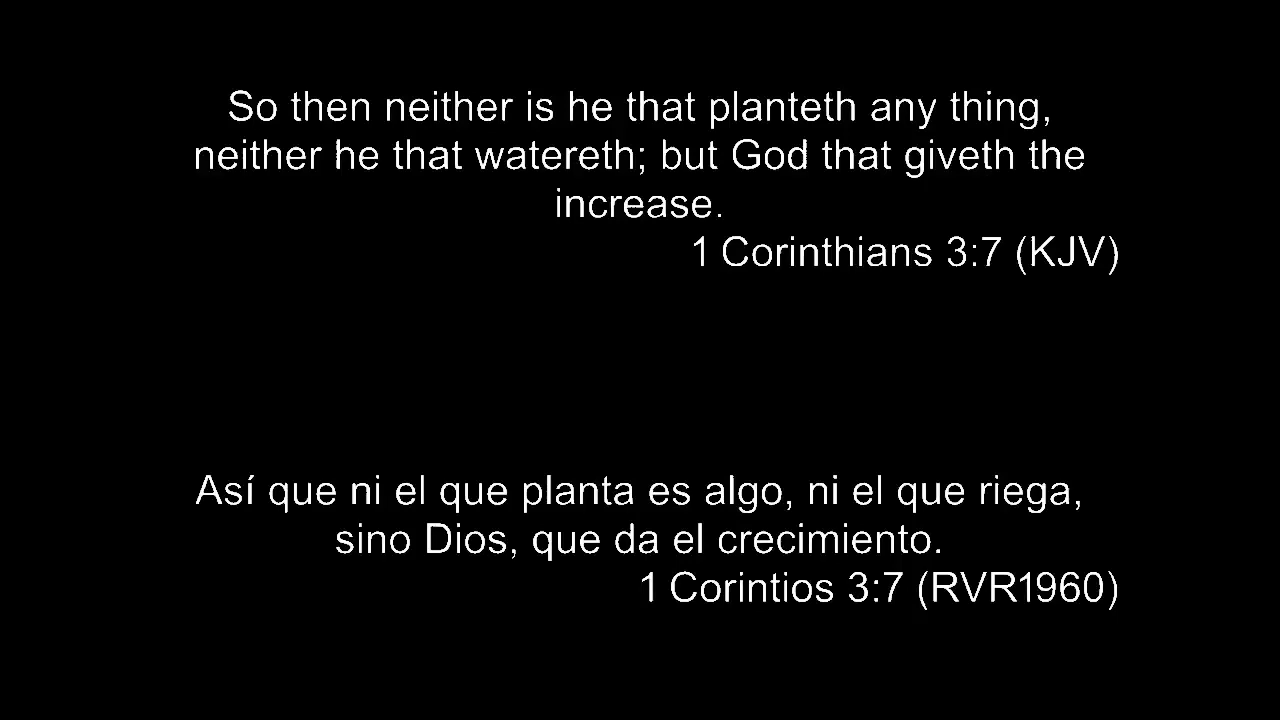 So then neither is he that planteth any thing,
neither he that watereth; but God that giveth the
increase.
1 Corinthians 3:7 (KJV)
Así que ni el que planta es algo, ni el que riega,
sino Dios, que da el crecimiento.
1 Corintios 3:7 (RVR1960)